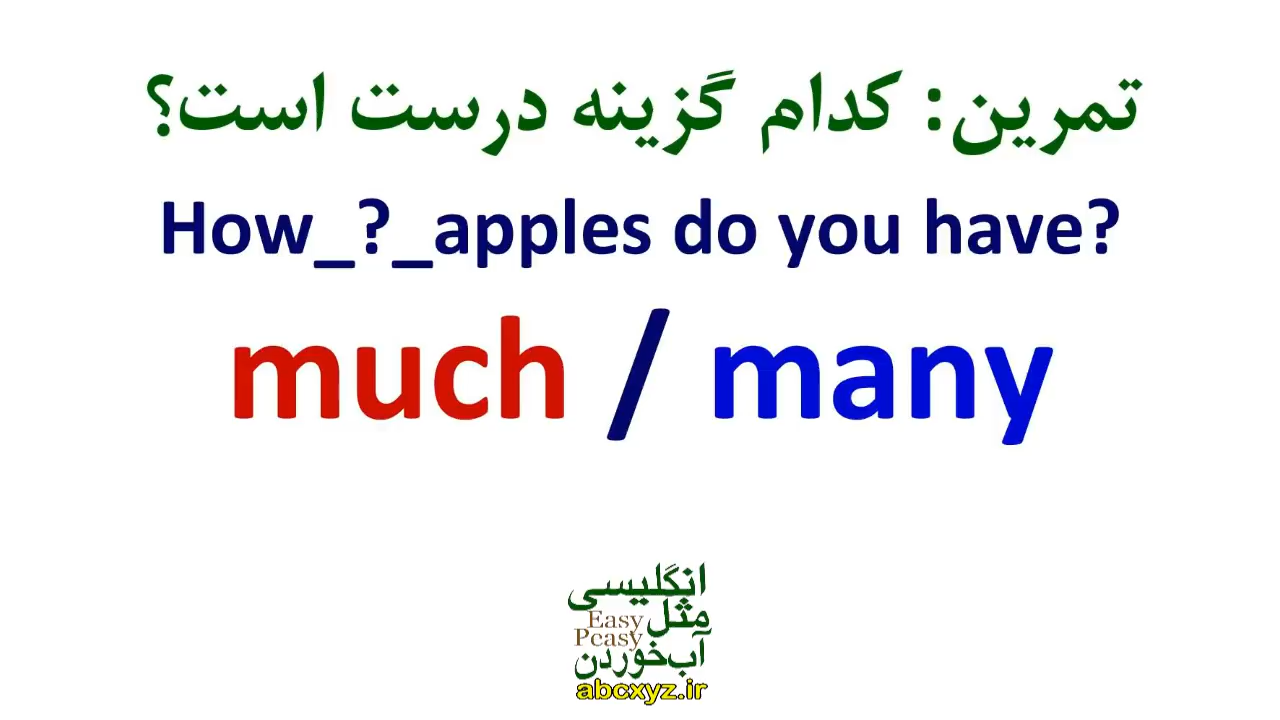 تمرین: کدام گزینه درست است؟
How_?_apples do you have?
much / many
انگلیسی
مثل
Easy
Peasy
آب‌خوردن
abcxyz.ir